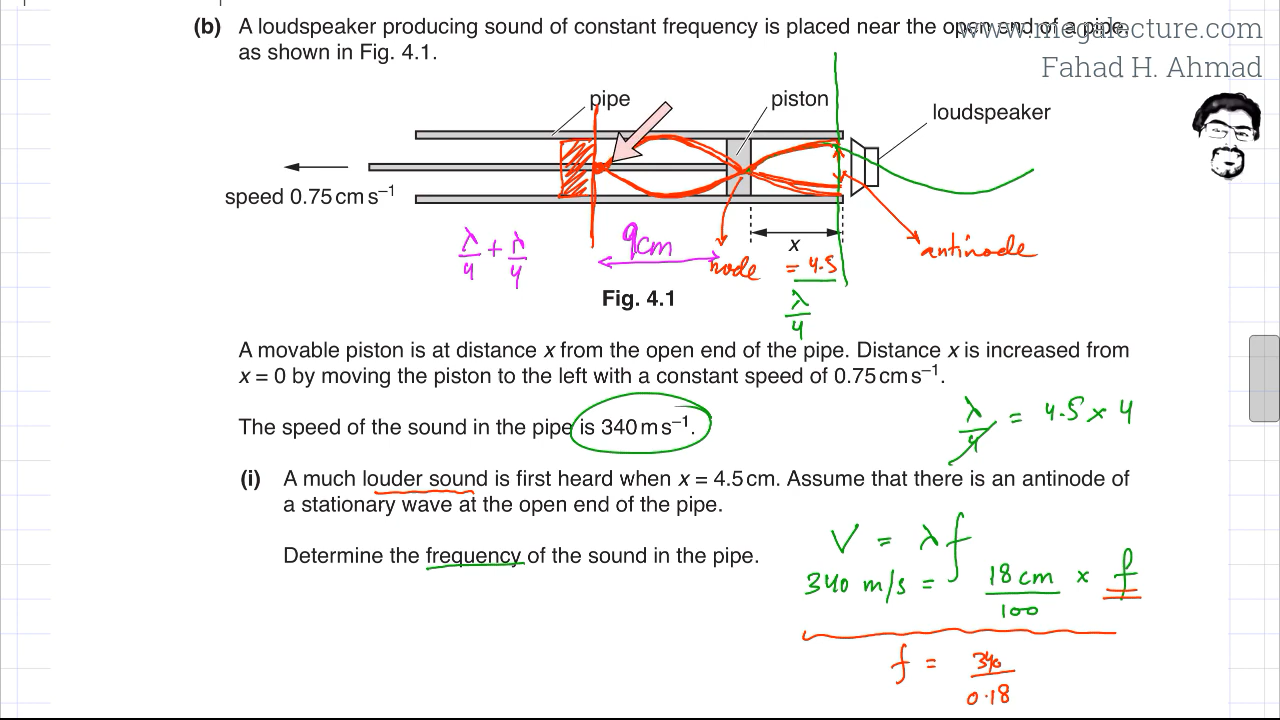 (b) A loudspeaker producing sound of constant frequency is placed near the open end of a pipe,
www.megalecture.com
as shown in Fig. 4.1.
Fahad H. Ahmad
pipe
piston
loudspeaker
speed 0.75 cm s⁻¹
λ/4 + λ/4
9cm
node
x
= 4.5
λ/4
antinode
Fig. 4.1
A movable piston is at distance x from the open end of the pipe. Distance x is increased from
x = 0 by moving the piston to the left with a constant speed of 0.75 cm s⁻¹.
The speed of the sound in the pipe is 340 m s⁻¹.
λ/4 = 4.5 × 4
(i) A much louder sound is first heard when x = 4.5 cm. Assume that there is an antinode of
a stationary wave at the open end of the pipe.
Determine the frequency of the sound in the pipe.
V = λf
340 m/s = 18 cm/100 × f
f = 340/0.18